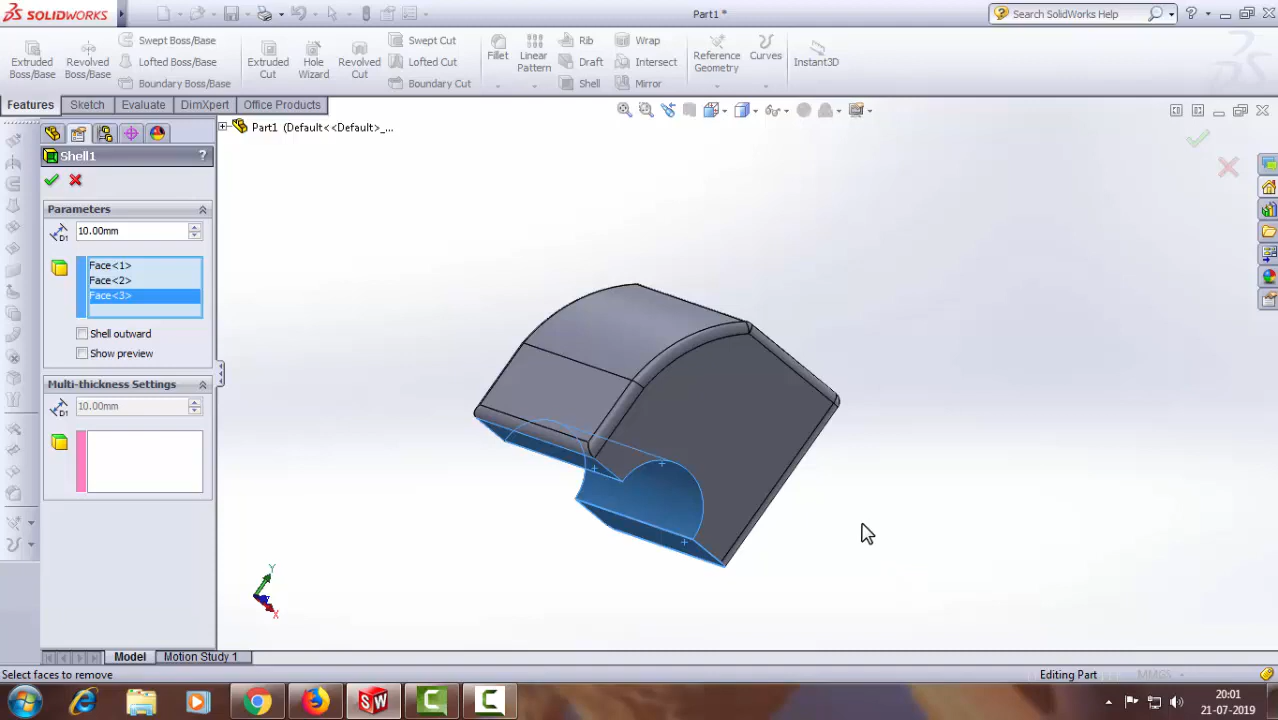 SOLIDWORKS
Part1 *
Search SolidWorks Help
Extruded Boss/Base
Revolved Boss/Base
Swept Boss/Base
Lofted Boss/Base
Boundary Boss/Base
Extruded Cut
Hole Wizard
Revolved Cut
Swept Cut
Lofted Cut
Boundary Cut
Fillet
Linear Pattern
Rib
Draft
Shell
Wrap
Intersect
Mirror
Reference Geometry
Curves
Instant3D
Features
Sketch
Evaluate
DimXpert
Office Products
Part1 (Default<<Default>_...
Shell1
?
Parameters
D1
10.00mm
Face<1>
Face<2>
Face<3>
Shell outward
Show preview
Multi-thickness Settings
D1
10.00mm
Y
X
Model
Motion Study 1
Select faces to remove
Editing Part
MMGS
SW
20:01
21-07-2019